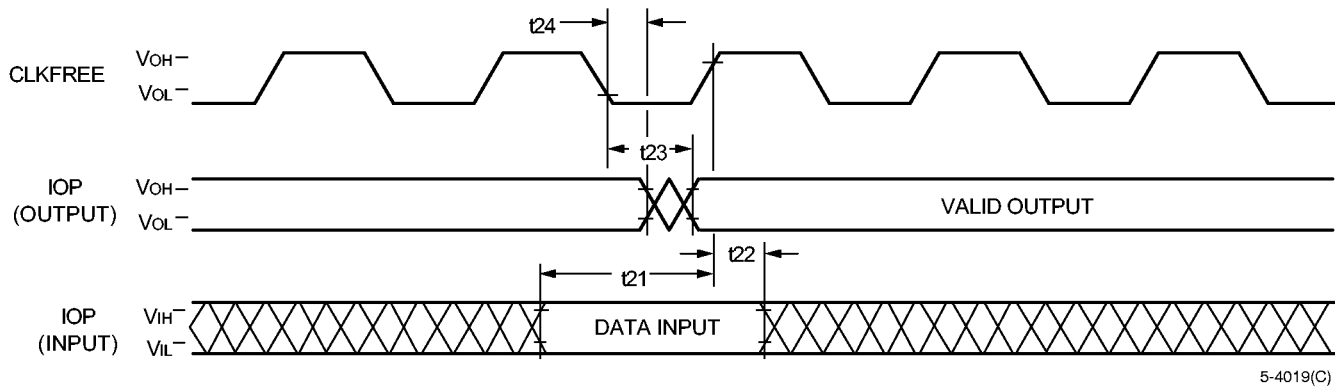 t24
CLKFREE
VOH
VOL
t23
IOP
(OUTPUT)
VOH
VOL
VALID OUTPUT
t22
t21
IOP
(INPUT)
VIH
VIL
DATA INPUT
5-4019(C)